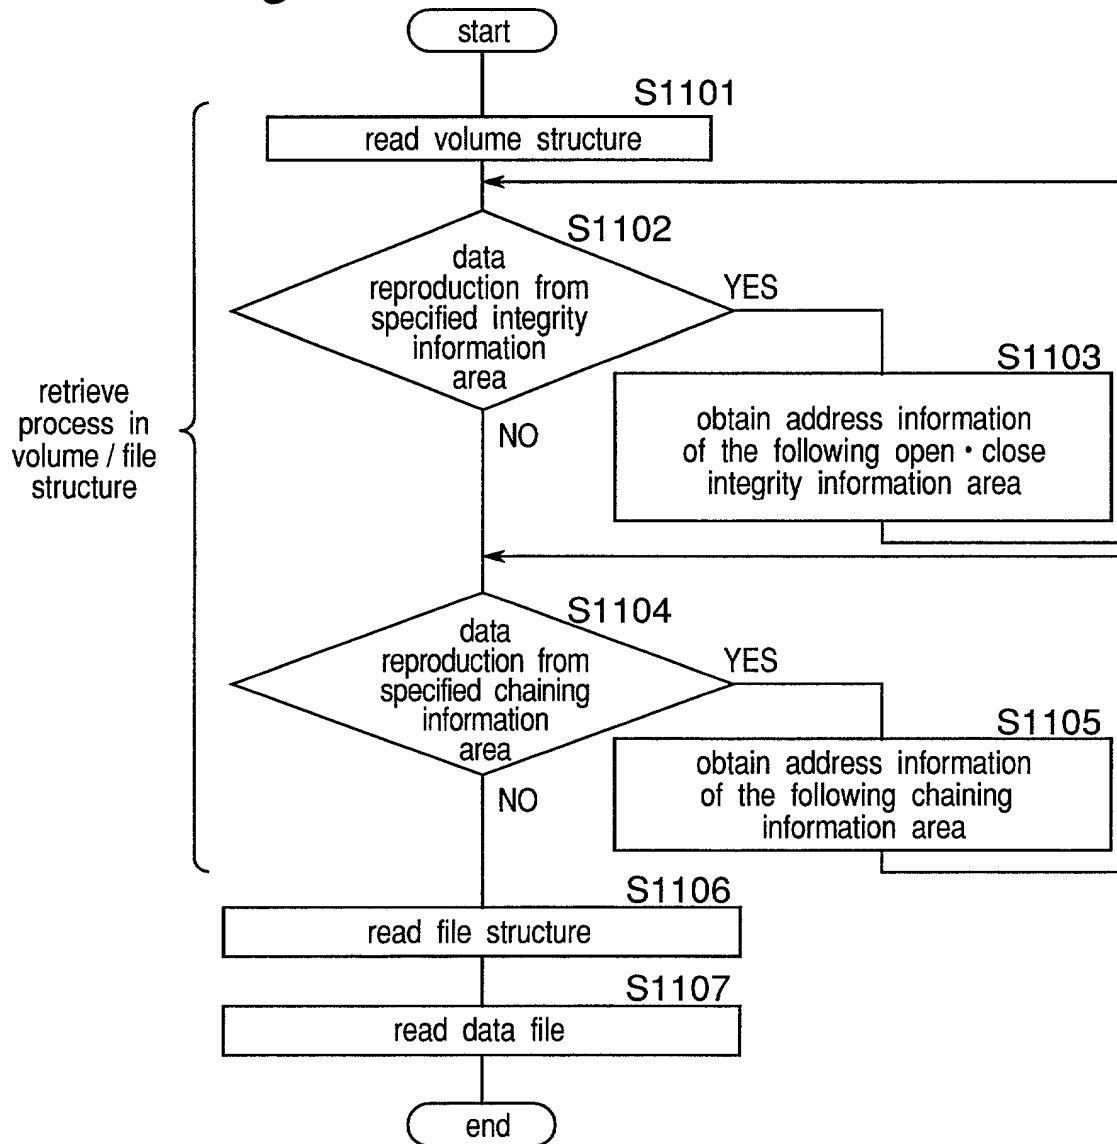 start
S1101
read volume structure
S1102
data
reproduction from
specified integrity
information
area
YES
S1103
obtain address information
of the following open・close
integrity information area
NO
retrieve
process in
volume / file
structure
S1104
data
reproduction from
specified chaining
information
area
YES
S1105
obtain address information
of the following chaining
information area
NO
S1106
read file structure
S1107
read data file
end